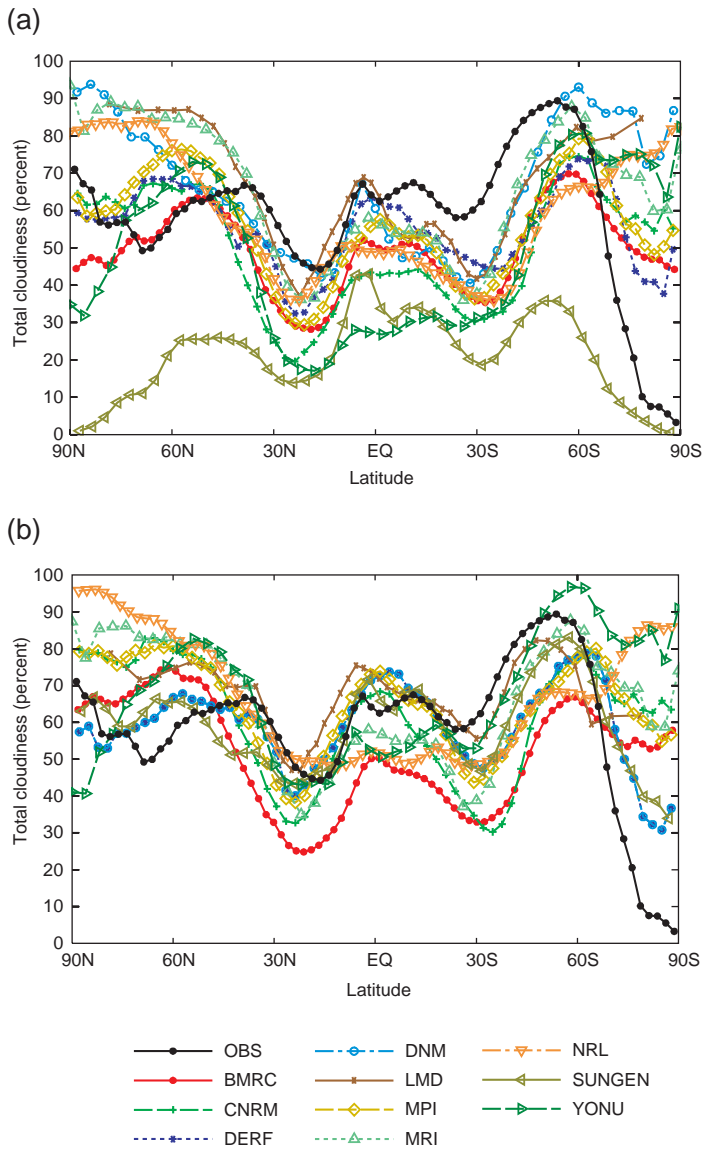 (a)
Total cloudiness (percent)
100
90
80
70
60
50
40
30
20
10
0
90N
60N
30N
EQ
30S
60S
90S
Latitude
(b)
Total cloudiness (percent)
100
90
80
70
60
50
40
30
20
10
0
90N
60N
30N
EQ
30S
60S
90S
Latitude
OBS
DNM
NRL
BMRC
LMD
SUNGEN
CNRM
MPI
YONU
DERF
MRI